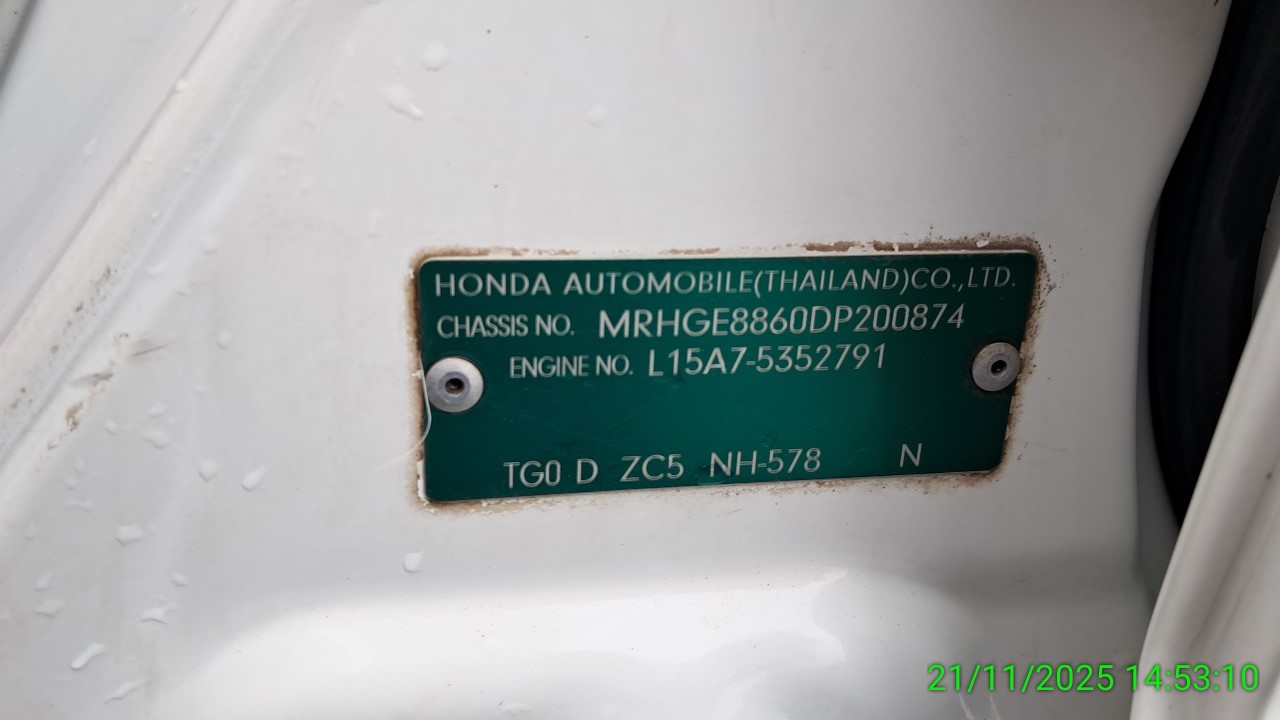 HONDA AUTOMOBILE(THAILAND)CO.,LTD.
CHASSIS NO. MRHGE8860DP200874
ENGINE NO. L15A7-5352791
TG0 D ZC5 NH-578 N
21/11/2025 14:53:10